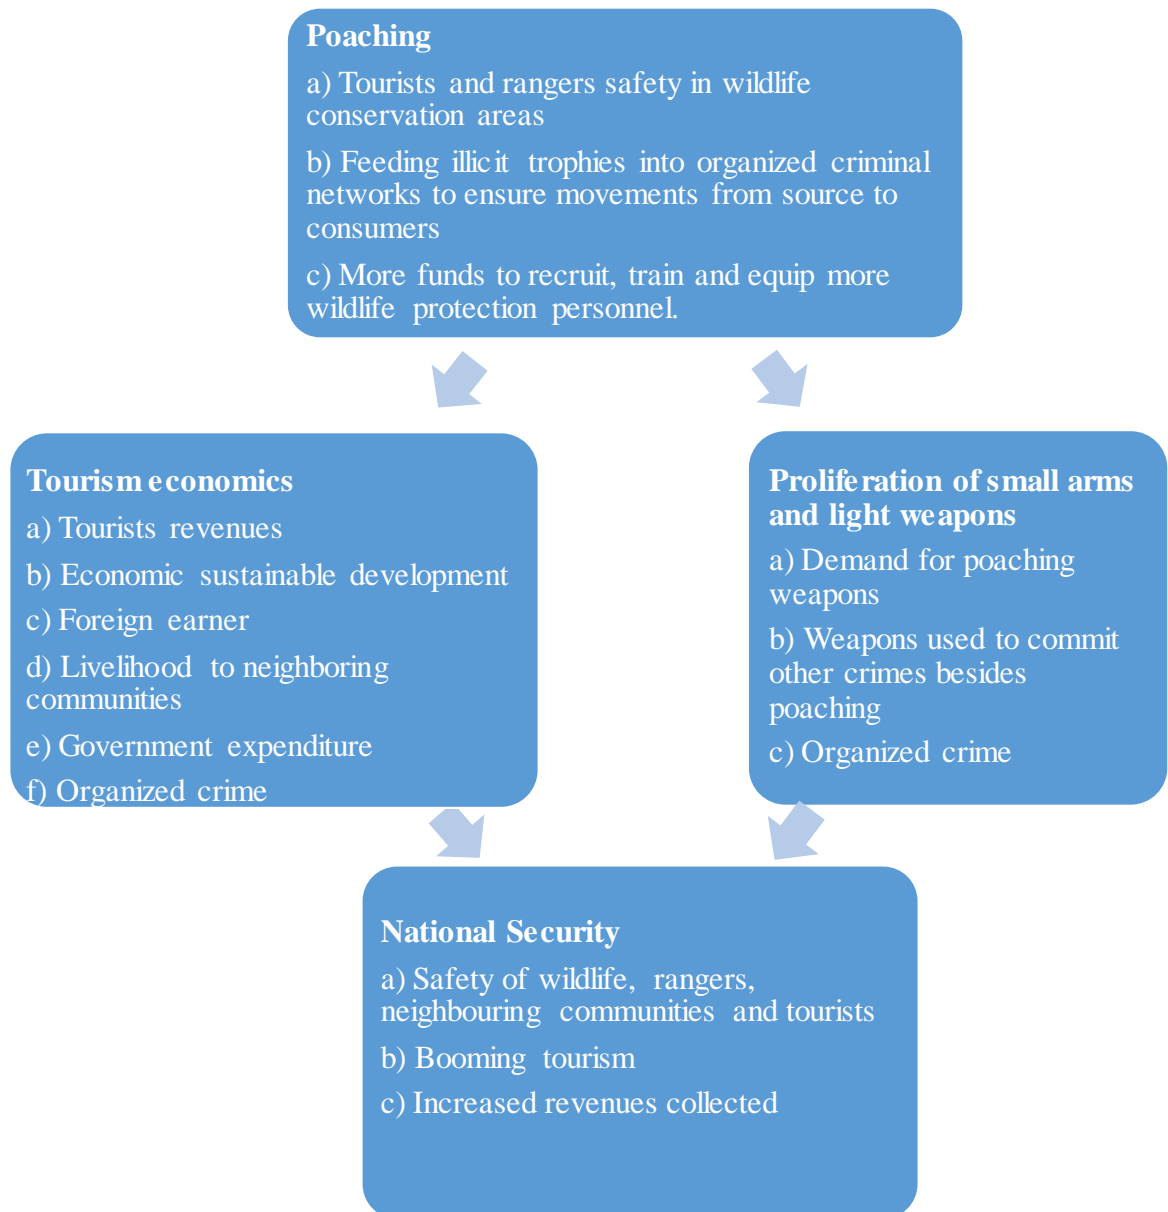 Poaching
a) Tourists and rangers safety in wildlife
conservation areas
b) Feeding illicit trophies into organized criminal
networks to ensure movements from source to
consumers
c) More funds to recruit, train and equip more
wildlife protection personnel.
Tourism economics
a) Tourists revenues
b) Economic sustainable development
c) Foreign earner
d) Livelihood to neighboring
communities
e) Government expenditure
f) Organized crime
Proliferation of small arms
and light weapons
a) Demand for poaching
weapons
b) Weapons used to commit
other crimes besides
poaching
c) Organized crime
National Security
a) Safety of wildlife, rangers,
neighbouring communities and tourists
b) Booming tourism
c) Increased revenues collected